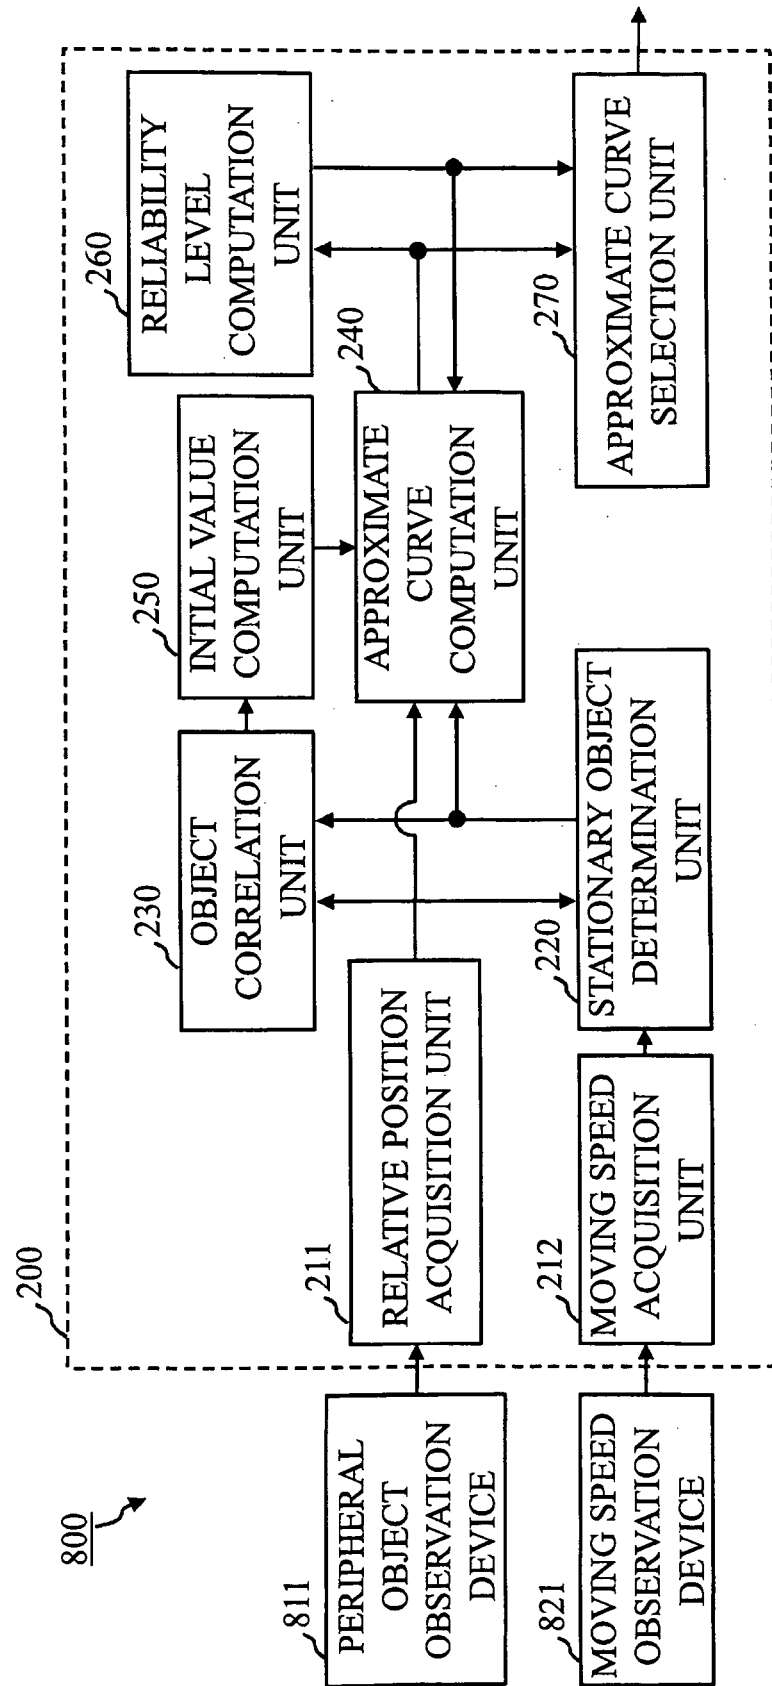 800
200
811
PERIPHERAL
OBJECT
OBSERVATION
DEVICE
821
MOVING SPEED
OBSERVATION
DEVICE
211
RELATIVE POSITION
ACQUISITION UNIT
212
MOVING SPEED
ACQUISITION
UNIT
230
OBJECT
CORRELATION
UNIT
220
STATIONARY OBJECT
DETERMINATION
UNIT
250
INTIAL VALUE
COMPUTATION
UNIT
240
APPROXIMATE
CURVE
COMPUTATION
UNIT
260
RELIABILITY
LEVEL
COMPUTATION
UNIT
270
APPROXIMATE CURVE
SELECTION UNIT